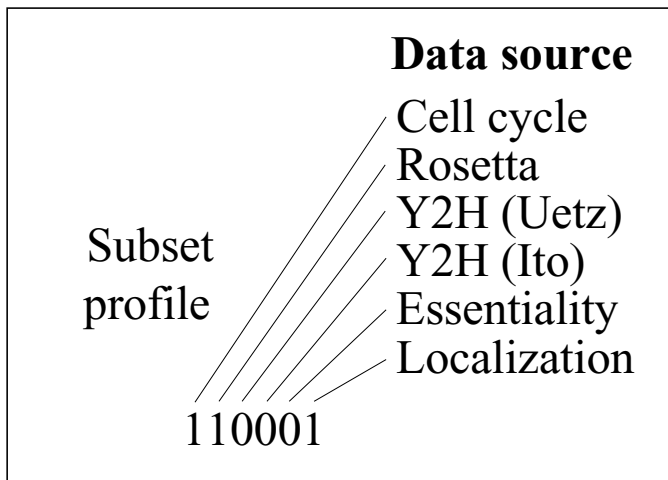 Data source
Cell cycle
Rosetta
Y2H (Uetz)
Y2H (Ito)
Essentiality
Localization
Subset
profile
110001